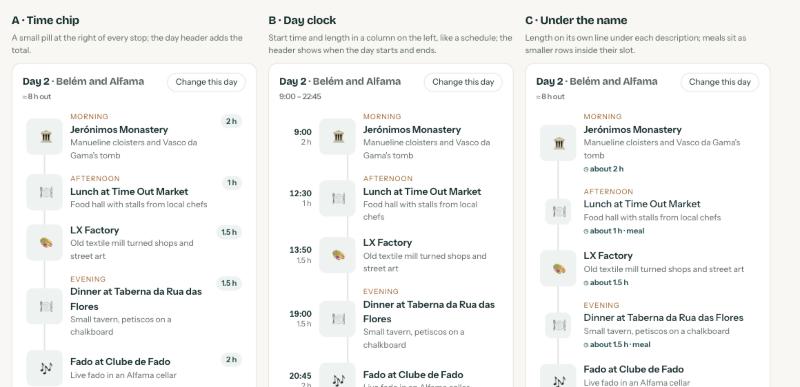 A · Time chip
A small pill at the right of every stop; the day header adds the
total.
Day 2 · Belém and Alfama
Change this day
≈ 8 h out
MORNING
Jerónimos Monastery
2 h
Manueline cloisters and Vasco da
Gama's tomb
AFTERNOON
Lunch at Time Out Market
1 h
Food hall with stalls from local chefs
LX Factory
1.5 h
Old textile mill turned shops and
street art
EVENING
Dinner at Taberna da Rua das
Flores
1.5 h
Small tavern, petiscos on a
chalkboard
Fado at Clube de Fado
2 h
Live fado in an Alfama cellar
B · Day clock
Start time and length in a column on the left, like a schedule; the
header shows when the day starts and ends.
Day 2 · Belém and Alfama
Change this day
9:00 – 22:45
MORNING
9:00
2 h
Jerónimos Monastery
Manueline cloisters and Vasco da
Gama's tomb
AFTERNOON
12:30
1 h
Lunch at Time Out Market
Food hall with stalls from local
chefs
13:50
1.5 h
LX Factory
Old textile mill turned shops and
street art
EVENING
19:00
1.5 h
Dinner at Taberna da Rua das
Flores
Small tavern, petiscos on a
chalkboard
20:45
2 h
Fado at Clube de Fado
Live fado in an Alfama cellar
C · Under the name
Length on its own line under each description; meals sit as
smaller rows inside their slot.
Day 2 · Belém and Alfama
Change this day
≈ 8 h out
MORNING
Jerónimos Monastery
Manueline cloisters and Vasco da Gama's
tomb
about 2 h
AFTERNOON
Lunch at Time Out Market
Food hall with stalls from local chefs
about 1 h · meal
LX Factory
Old textile mill turned shops and street art
about 1.5 h
EVENING
Dinner at Taberna da Rua das Flores
Small tavern, petiscos on a chalkboard
about 1.5 h · meal
Fado at Clube de Fado
Live fado in an Alfama cellar